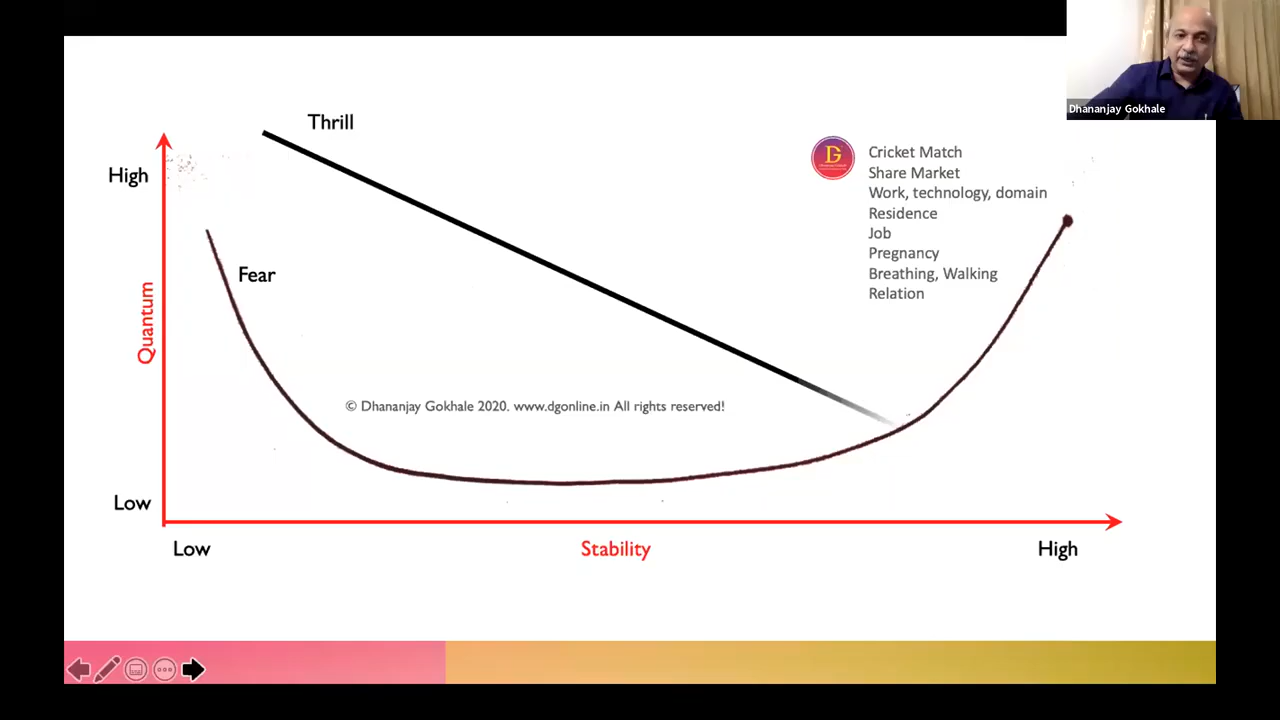 Dhananjay Gokhale
Thrill
High
Fear
Quantum
Low
Low
Stability
High
DG
Cricket Match
Share Market
Work, technology, domain
Residence
Job
Pregnancy
Breathing, Walking
Relation
© Dhananjay Gokhale 2020. www.dgonline.in All rights reserved!